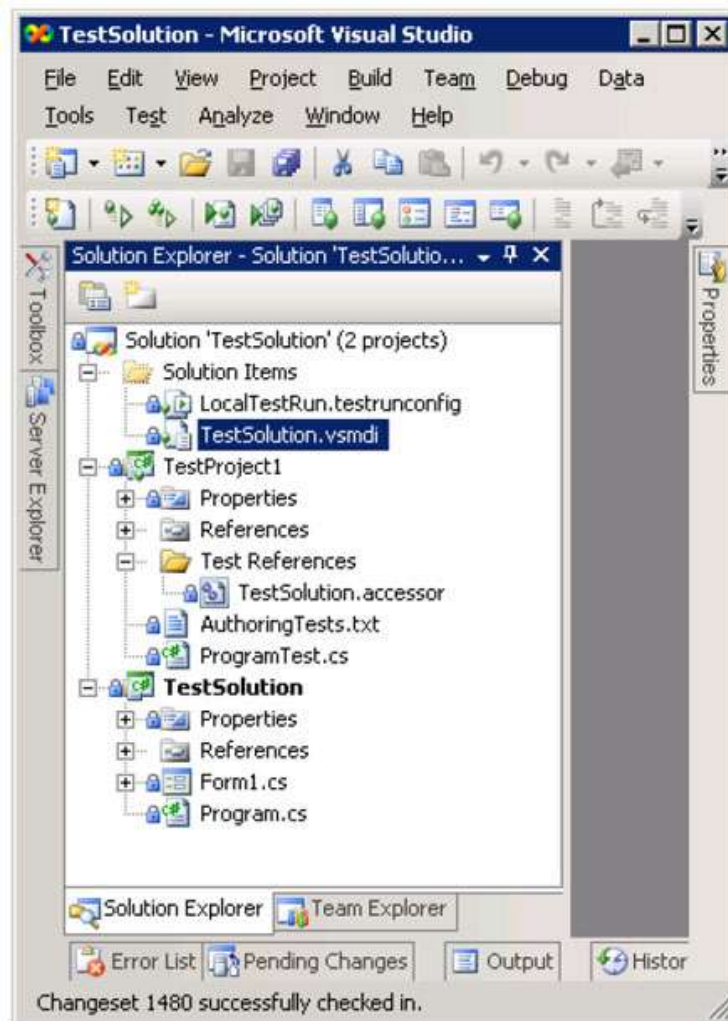 TestSolution - Microsoft Visual Studio
File Edit View Project Build Team Debug Data
Tools Test Analyze Window Help
Solution Explorer - Solution 'TestSolutio...
Toolbox
Server Explorer
Properties
Solution 'TestSolution' (2 projects)
Solution Items
LocalTestRun.testrunconfig
TestSolution.vsmdi
TestProject1
Properties
References
Test References
TestSolution.accessor
AuthoringTests.txt
ProgramTest.cs
TestSolution
Properties
References
Form1.cs
Program.cs
Solution Explorer Team Explorer
Error List Pending Changes Output Histor
Changeset 1480 successfully checked in.